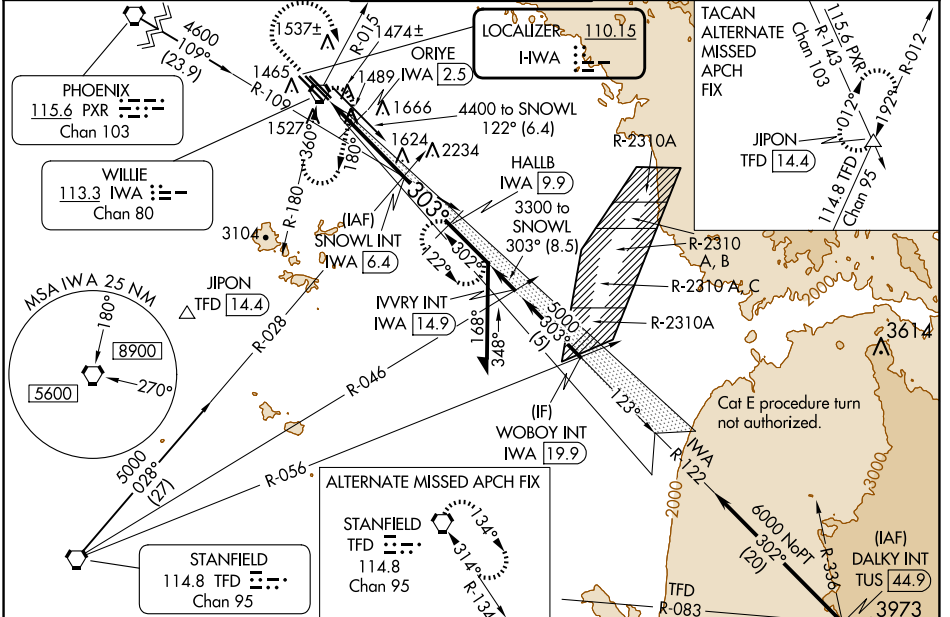 4600
109°
(23.9)
R-109
PHOENIX
115.6 PXR
Chan 103
WILLIE
113.3 IWA
Chan 80
1537±
R-015
1474±
1465
1489
1527
ORIYE
IWA 2.5
1666
1624
2234
LOCALIZER 110.15
I-IWA
4400 to SNOWL
122° (6.4)
HALLB
IWA 9.9
3300 to
SNOWL
303° (8.5)
360°
180°
R-180
303°
(IAF)
SNOWL INT
IWA 6.4
302°
122°
IVVRY INT
IWA 14.9
168°
348°
5000
303°
(5)
R-2310A
R-2310
A, B
R-2310 A, C
R-2310A
TACAN
ALTERNATE
MISSED
APCH
FIX
115.6 PXR
R-143
Chan 103
R-012
012°
192°
JIPON
TFD 14.4
114.8 TFD
Chan 95
3104
JIPON
TFD 14.4
MSA IWA 25 NM
180°
8900
5600
270°
R-028
R-046
R-056
5000
028°
(27)
STANFIELD
114.8 TFD
Chan 95
ALTERNATE MISSED APCH FIX
STANFIELD
TFD
114.8
Chan 95
134°
314°
R-134
(IF)
WOBOY INT
IWA 19.9
123°
IWA
R-122
3614
Cat E procedure turn
not authorized.
2000
3000
6000 NoPT
302°
(20)
R-336
(IAF)
DALKY INT
TUS 44.9
3973
TFD
R-083